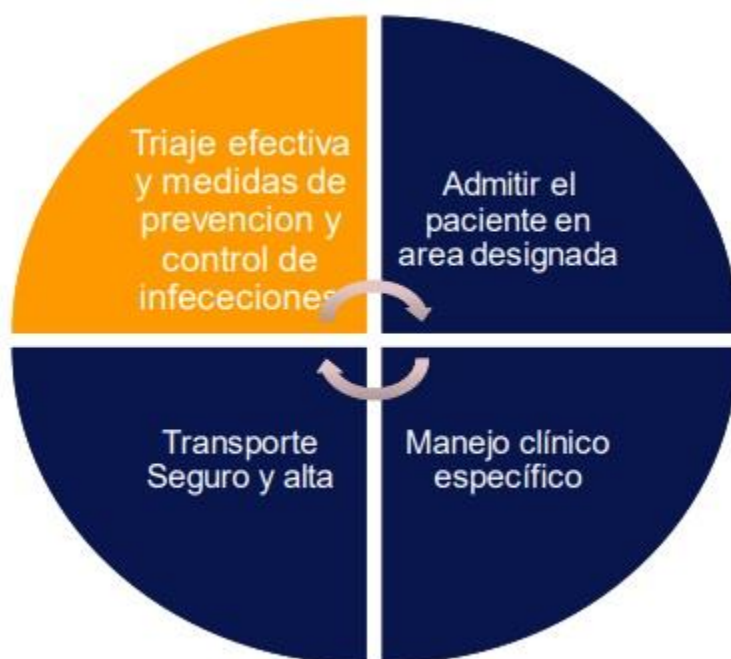 Triaje efectiva
y medidas de
prevencion y
control de
infececiones
Admitir el
paciente en
area designada
Transporte
Seguro y alta
Manejo clínico
específico